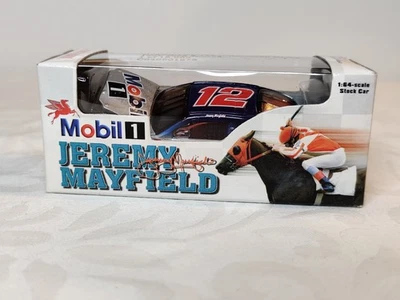 Mobil
1
12
1:64-scale
Stock Car
Mobil 1
JEREMY
MAYFIELD